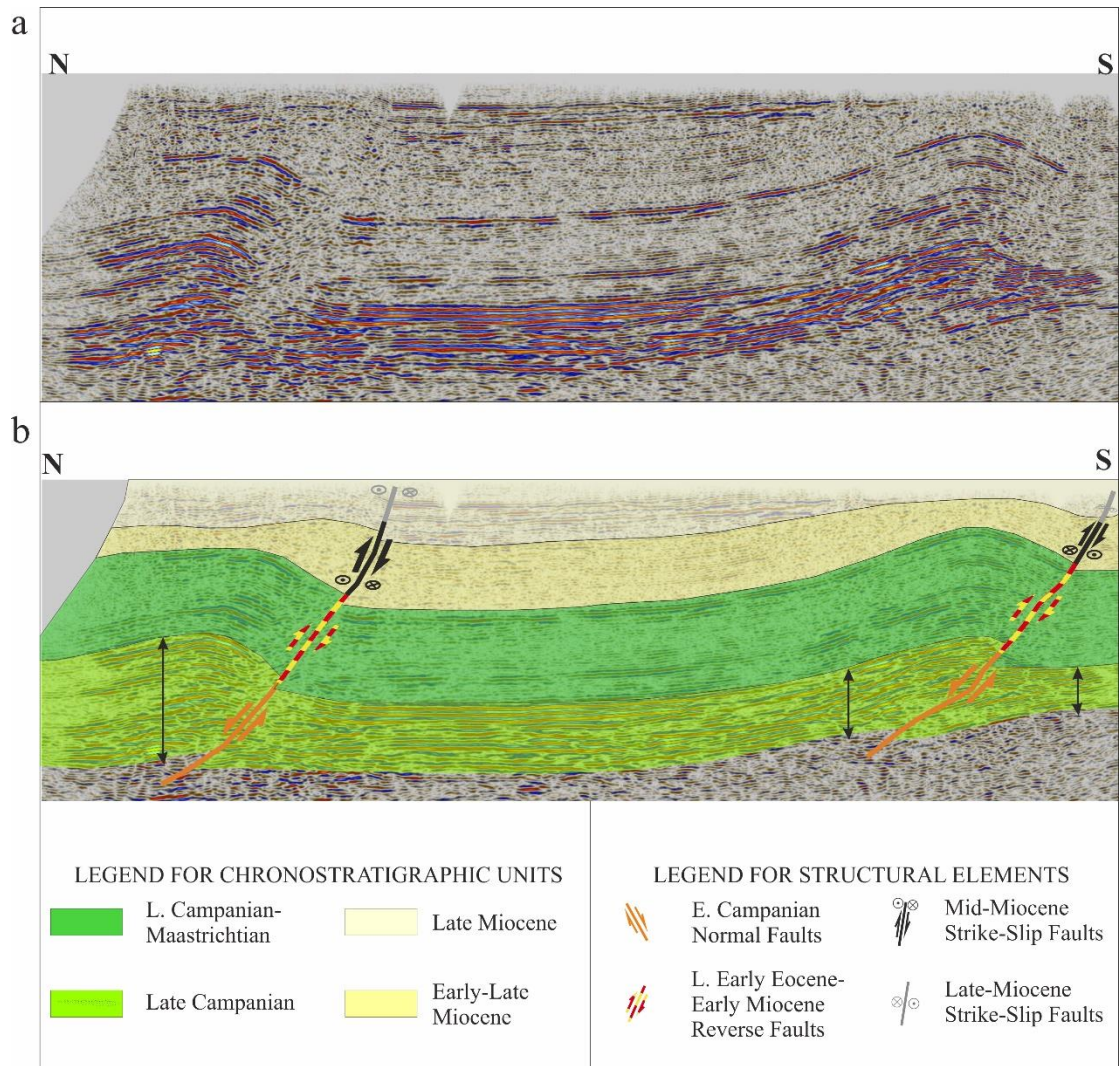 a
N S
b
N S
LEGEND FOR CHRONOSTRATIGRAPHIC UNITS
L. Campanian-
Maastrichtian
Late Miocene
Late Campanian
Early-Late
Miocene
LEGEND FOR STRUCTURAL ELEMENTS
E. Campanian
Normal Faults
Mid-Miocene
Strike-Slip Faults
L. Early Eocene-
Early Miocene
Reverse Faults
Late-Miocene
Strike-Slip Faults